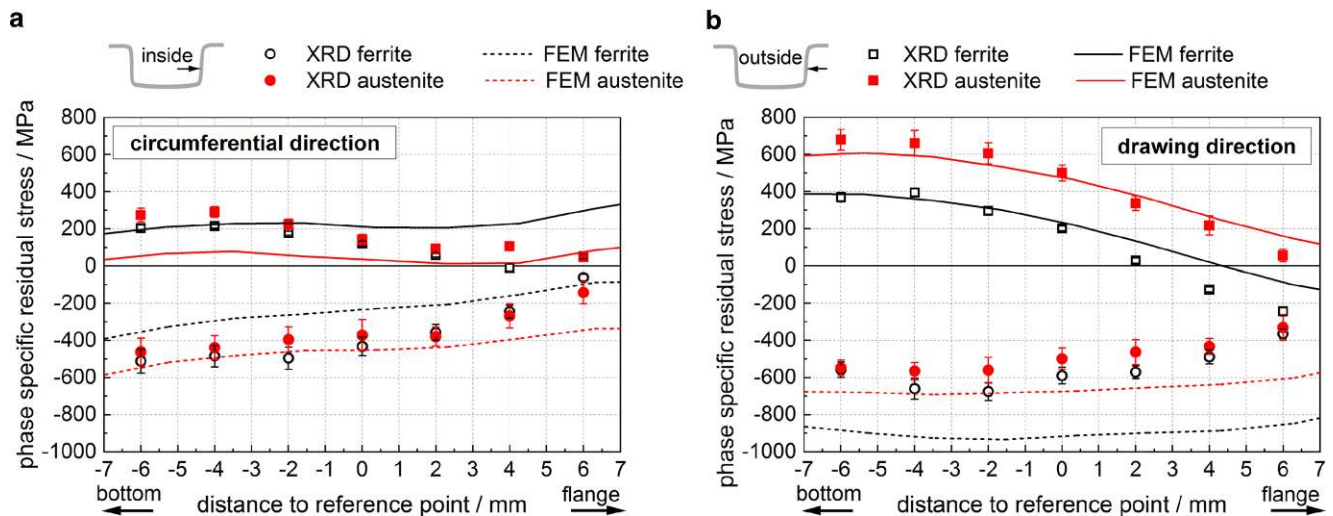 a
inside
XRD ferrite
FEM ferrite
XRD austenite
FEM austenite
phase specific residual stress / MPa
800
600
400
200
0
-200
-400
-600
-800
-1000
circumferential direction
-7 -6 -5 -4 -3 -2 -1 0 1 2 3 4 5 6 7
bottom
distance to reference point / mm
flange
b
outside
XRD ferrite
FEM ferrite
XRD austenite
FEM austenite
phase specific residual stress / MPa
800
600
400
200
0
-200
-400
-600
-800
-1000
drawing direction
-7 -6 -5 -4 -3 -2 -1 0 1 2 3 4 5 6 7
bottom
distance to reference point / mm
flange